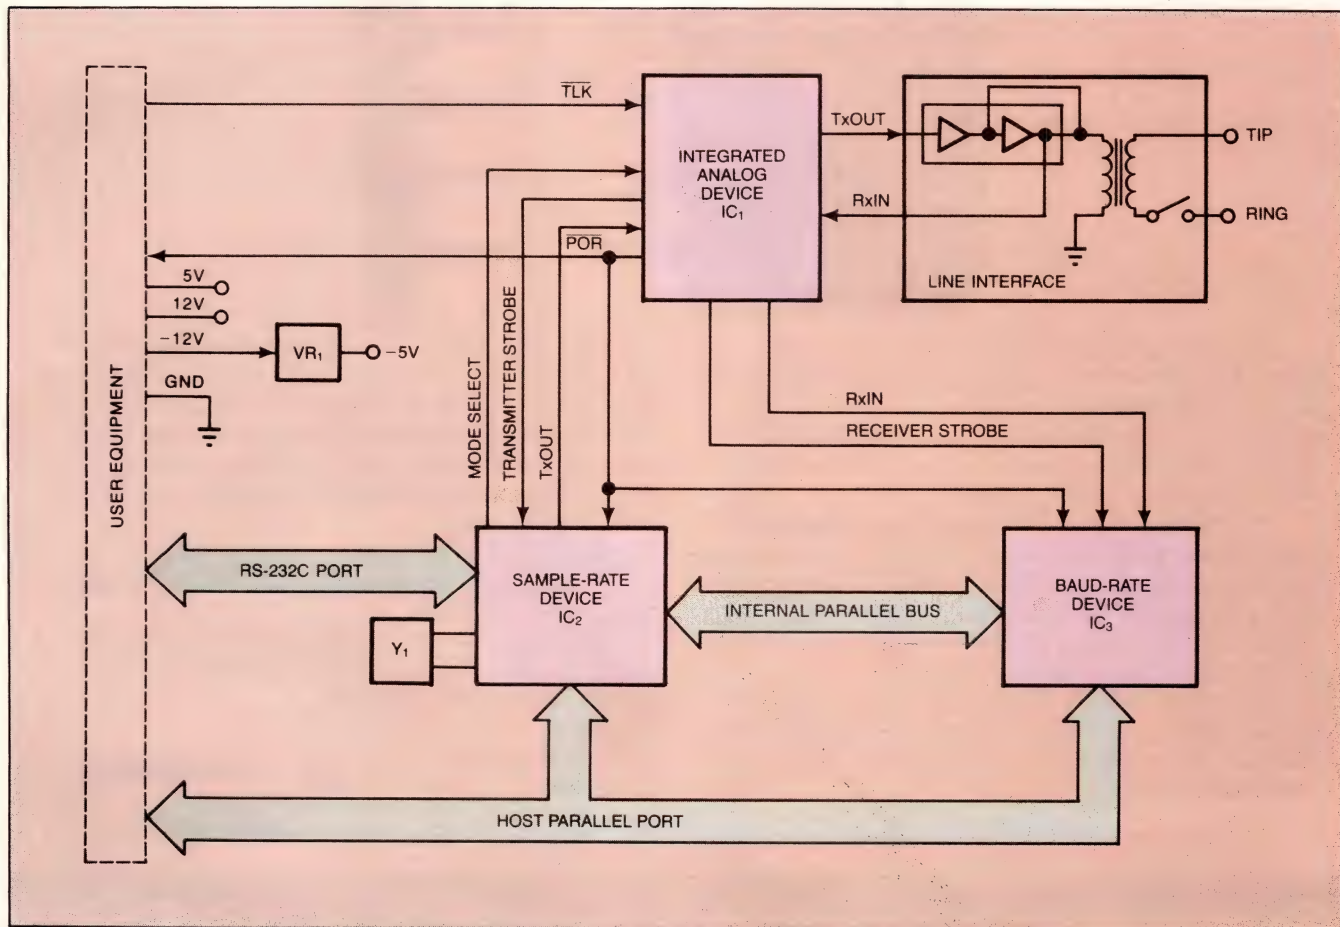 TLK
TxOUT
INTEGRATED
ANALOG
DEVICE
IC₁
TIP
RxIN
RING
POR
LINE INTERFACE
5V
12V
−12V
VR₁
−5V
GND
USER EQUIPMENT
MODE SELECT
TRANSMITTER STROBE
TxOUT
RxIN
RECEIVER STROBE
RS-232C PORT
SAMPLE-RATE
DEVICE
IC₂
INTERNAL PARALLEL BUS
BAUD-RATE
DEVICE
IC₃
Y₁
HOST PARALLEL PORT